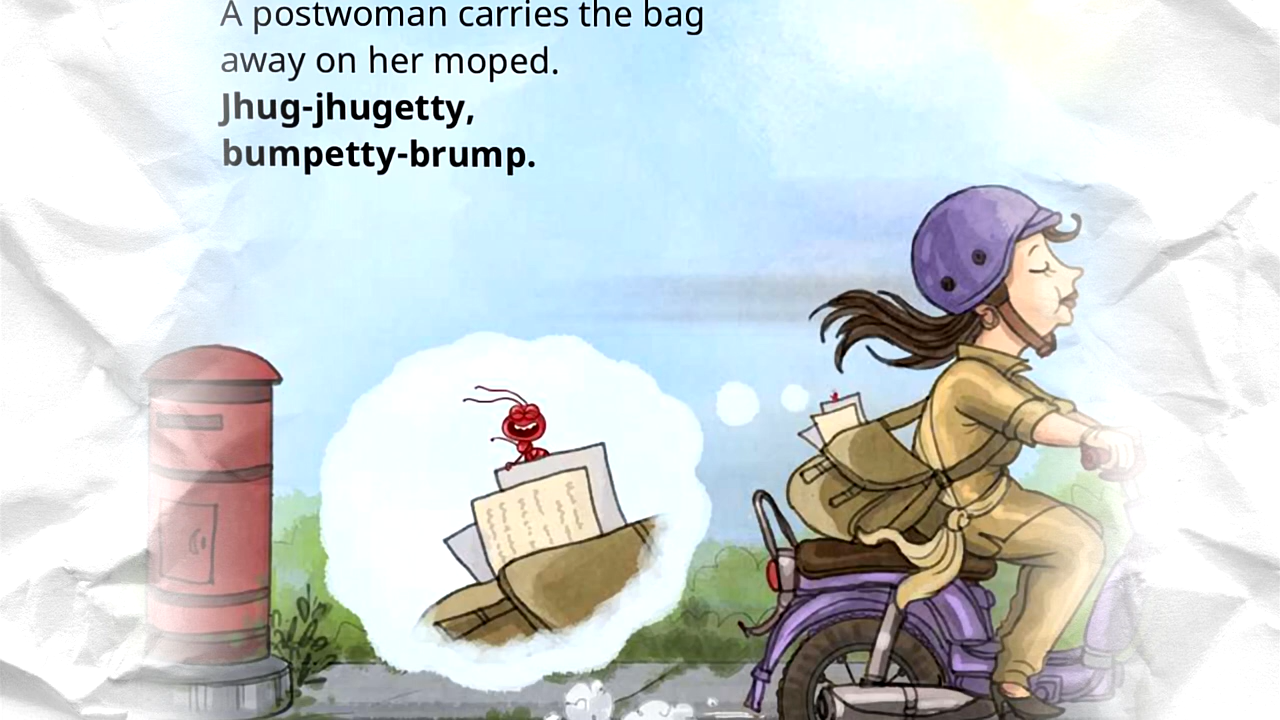 A postwoman carries the bag
away on her moped.
Jhug-jhugetty,
bumpetty-brump.